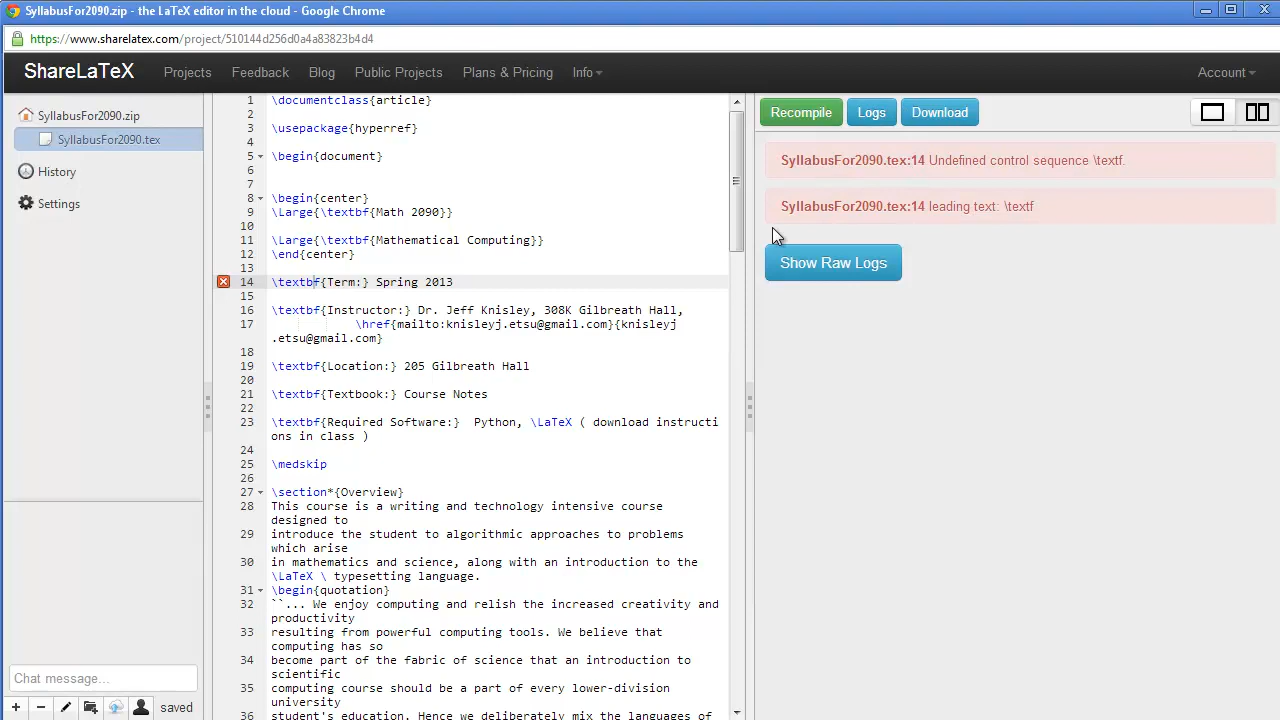 SyllabusFor2090.zip - the LaTeX editor in the cloud - Google Chrome
https://www.sharelatex.com/project/510144d256d0a4a83823b4d4
ShareLaTeX Projects Feedback Blog Public Projects Plans & Pricing Info Account
SyllabusFor2090.zip
SyllabusFor2090.tex
History
Settings
1 \documentclass{article}
2
3 \usepackage{hyperref}
4
5 \begin{document}
6
7
8 \begin{center}
9 \Large{\textbf{Math 2090}}
10
11 \Large{\textbf{Mathematical Computing}}
12 \end{center}
13
14 \textbf{Term:} Spring 2013
15
16 \textbf{Instructor:} Dr. Jeff Knisley, 308K Gilbreath Hall,
17 \href{mailto:knisleyj.etsu@gmail.com}{knisleyj
.etsu@gmail.com}
18
19 \textbf{Location:} 205 Gilbreath Hall
20
21 \textbf{Textbook:} Course Notes
22
23 \textbf{Required Software:} Python, \LaTeX ( download instructi
ons in class )
24
25 \medskip
26
27 \section*{Overview}
28 This course is a writing and technology intensive course
designed to
29 introduce the student to algorithmic approaches to problems
which arise
30 in mathematics and science, along with an introduction to the
\LaTeX \ typesetting language.
31 \begin{quotation}
32 ``... We enjoy computing and relish the increased creativity and
productivity
33 resulting from powerful computing tools. We believe that
computing has so
34 become part of the fabric of science that an introduction to
scientific
35 computing course should be a part of every lower-division
university
36 student's education. Hence we deliberately mix the languages of
Recompile Logs Download
SyllabusFor2090.tex:14 Undefined control sequence \textf.
SyllabusFor2090.tex:14 leading text: \textf
Show Raw Logs
Chat message...
saved